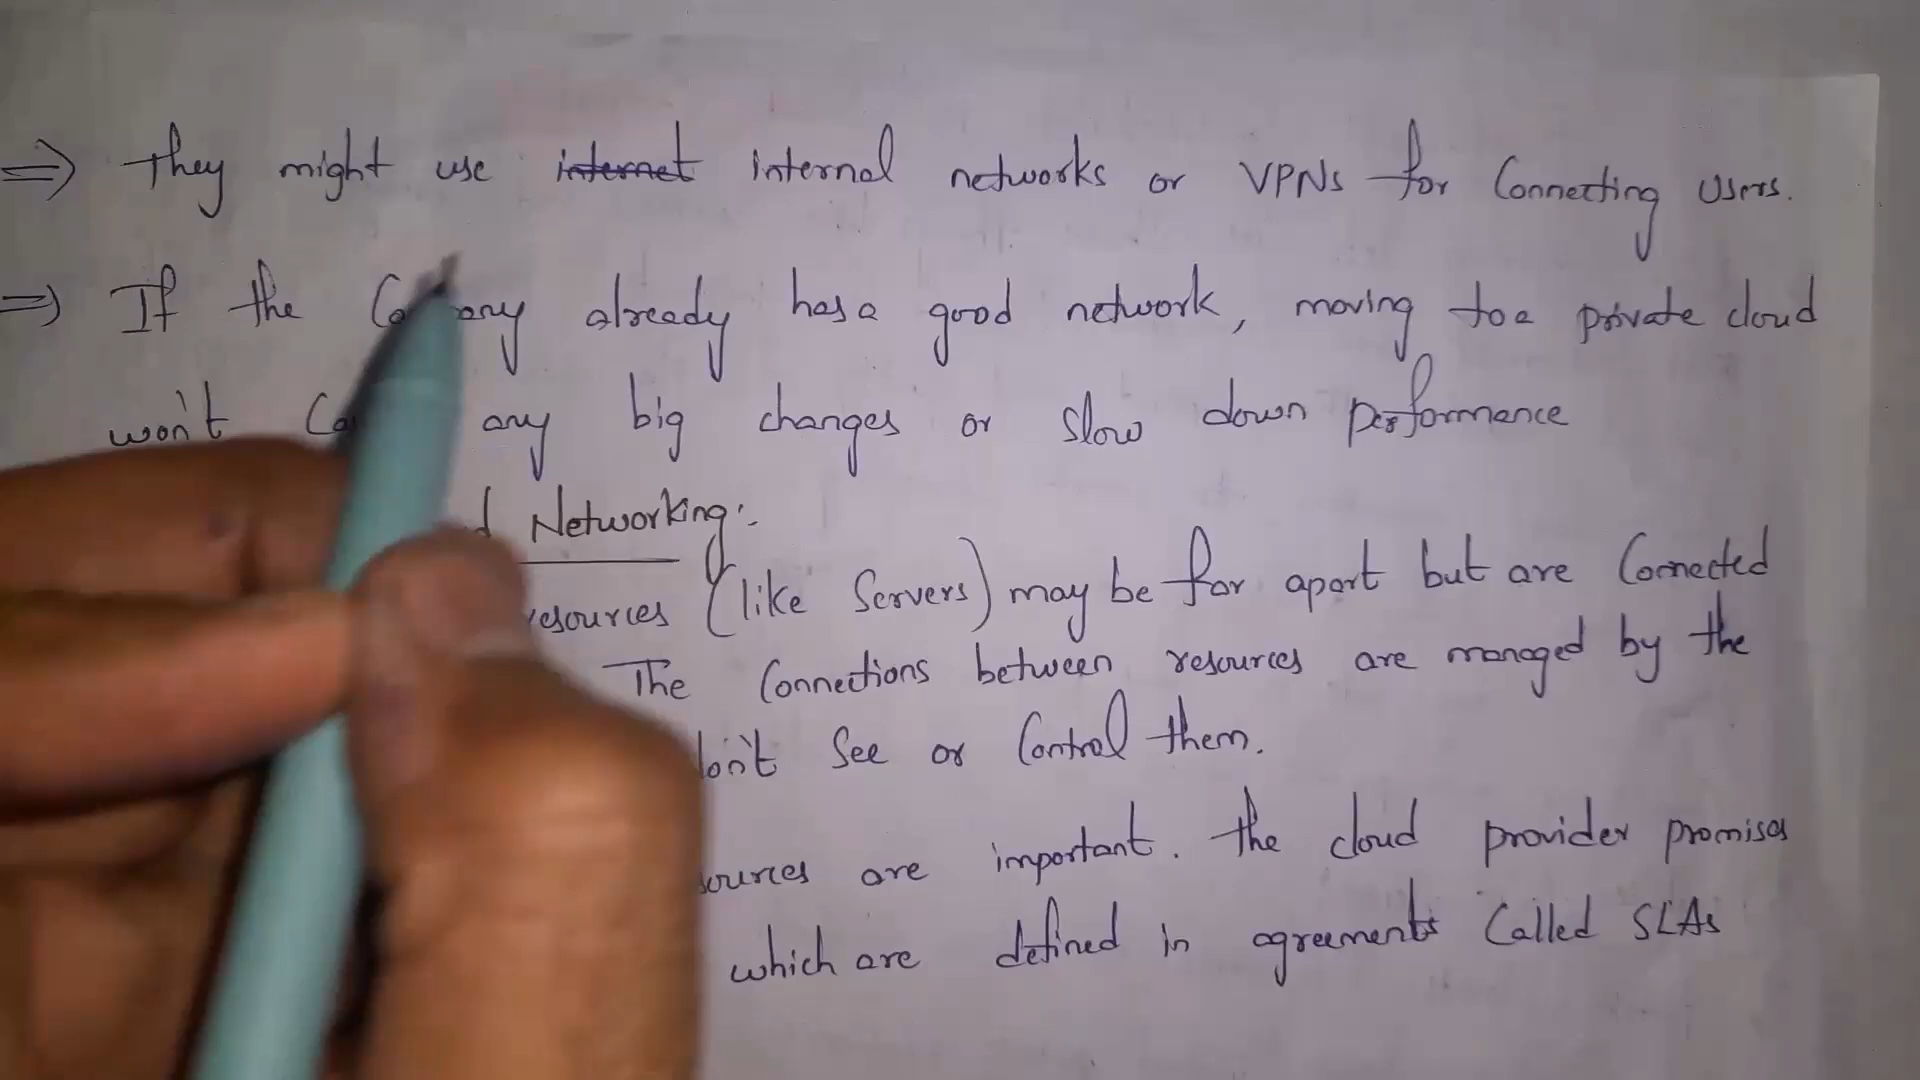 ⇒ They might use internet internal networks or VPNs for Connecting Users.
⇒ If the already has a good network, moving to a private cloud
won't any big changes or slow down performance
Networking:-
resources (like Servers) may be far apart but are Connected
The Connections between resources are managed by the
don't See or Control them.
are important. The cloud provider promises
which are defined in agreements Called SLAs